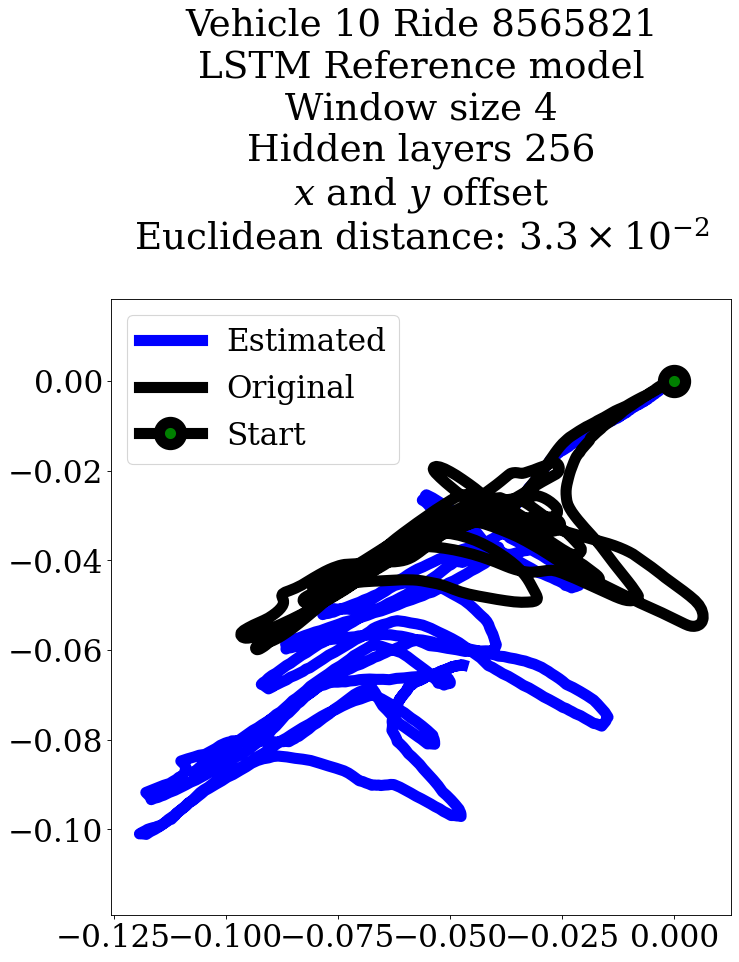 Vehicle 10 Ride 8565821
LSTM Reference model
Window size 4
Hidden layers 256
x and y offset
Euclidean distance: 3.3 × 10⁻²
Estimated
Original
Start
0.00
−0.02
−0.04
−0.06
−0.08
−0.10
−0.125 −0.100 −0.075 −0.050 −0.025 0.000